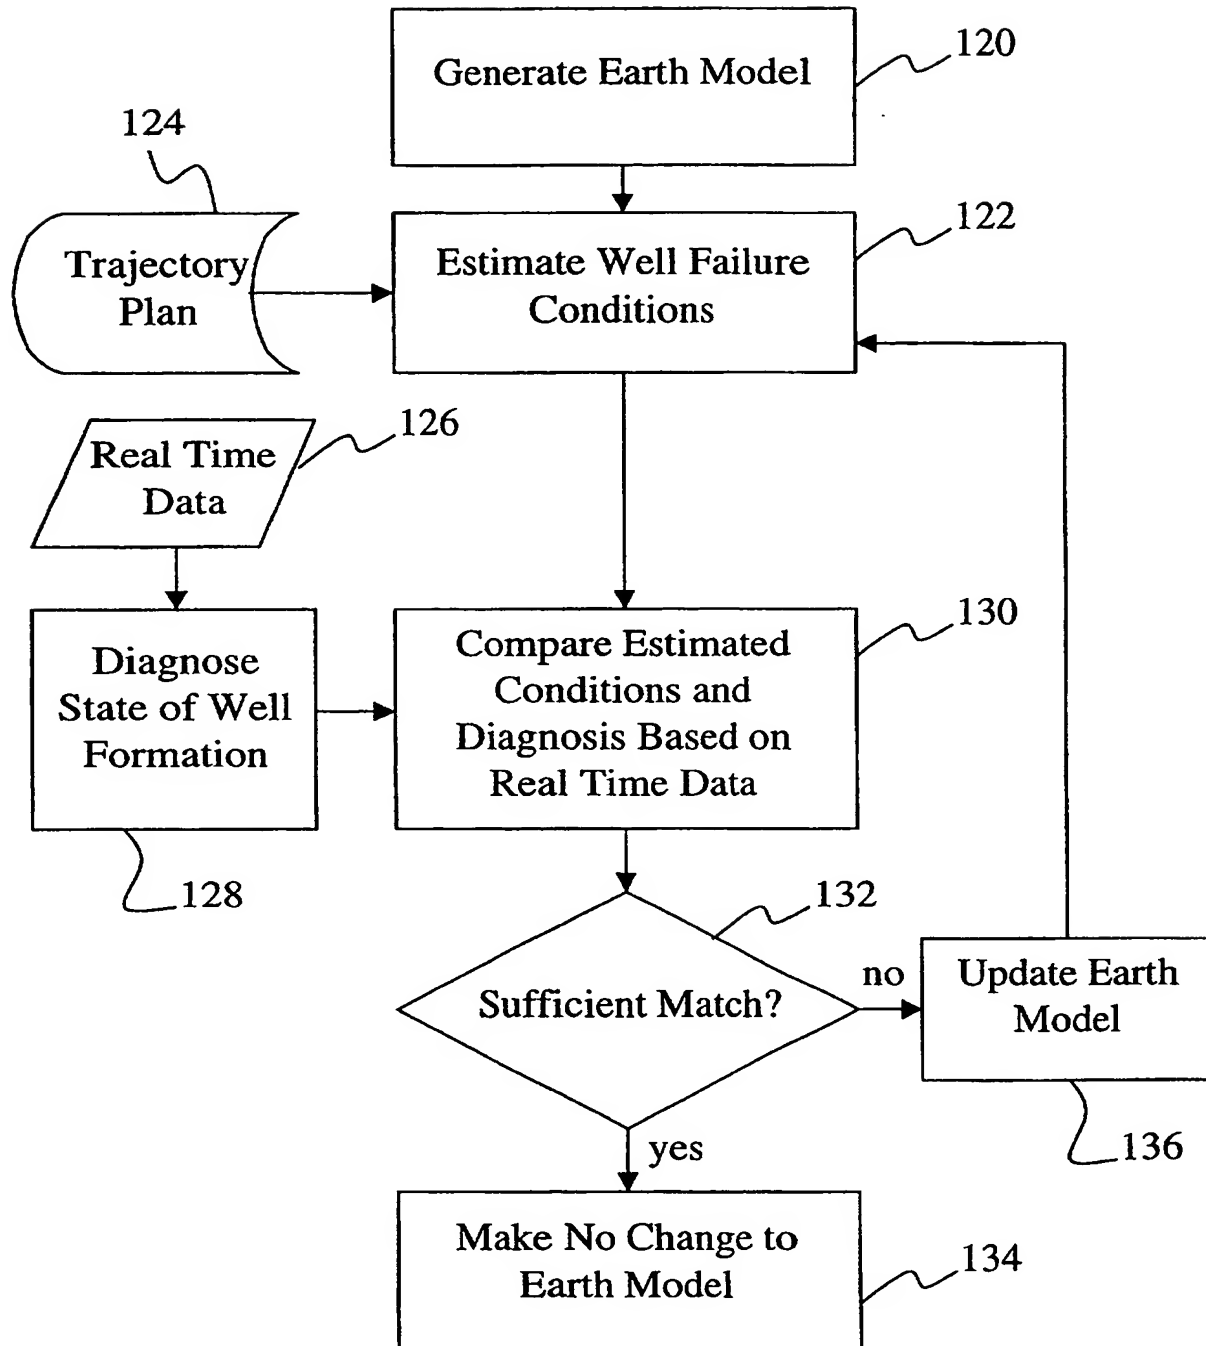 Generate Earth Model
120
124
Trajectory
Plan
Estimate Well Failure
Conditions
122
Real Time
Data
126
Diagnose
State of Well
Formation
128
Compare Estimated
Conditions and
Diagnosis Based on
Real Time Data
130
132
Sufficient Match?
no
Update Earth
Model
136
yes
Make No Change to
Earth Model
134